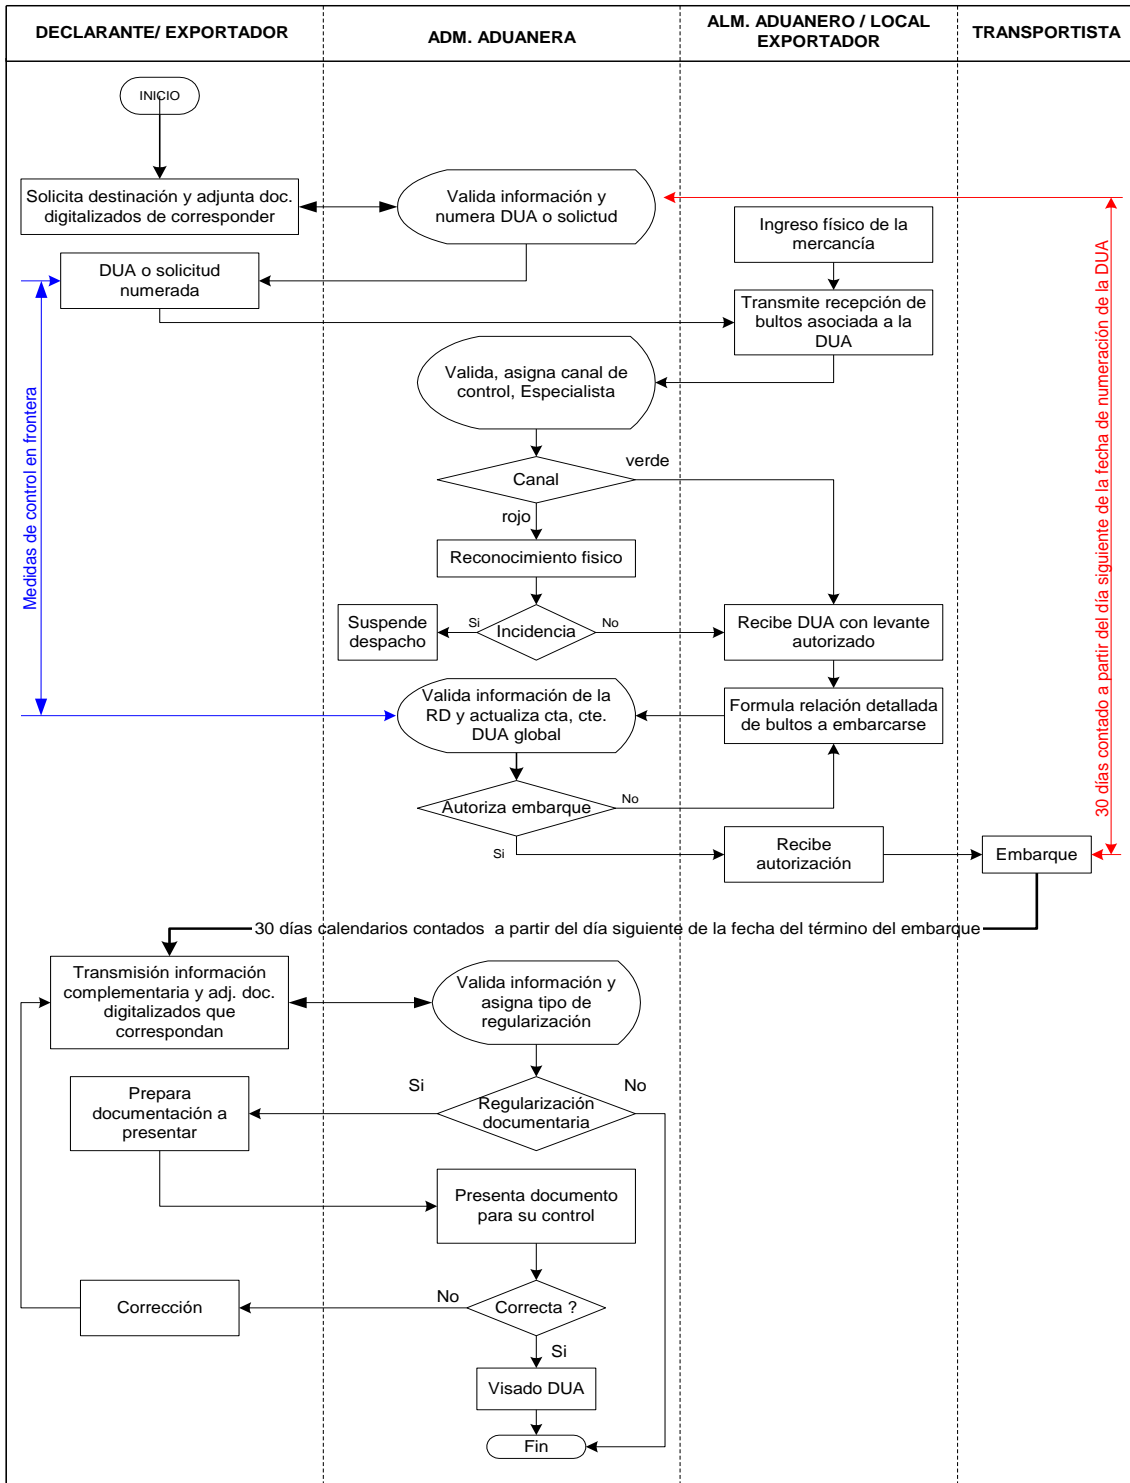 DECLARANTE/ EXPORTADOR
ADM. ADUANERA
ALM. ADUANERO / LOCAL
EXPORTADOR
TRANSPORTISTA
INICIO
Solicita destinación y adjunta doc.
digitalizados de corresponder
Valida información y
numera DUA o solictud
Ingreso físico de la
mercancía
DUA o solicitud
numerada
Transmite recepción de
bultos asociada a la
DUA
Valida, asigna canal de
control, Especialista
Canal
verde
rojo
Reconocimiento fisico
Suspende
despacho
Si
Incidencia
No
Recibe DUA con levante
autorizado
Valida información de la
RD y actualiza cta, cte.
DUA global
Formula relación detallada
de bultos a embarcarse
Autoriza embarque
No
Si
Recibe
autorización
Embarque
Medidas de control en frontera
30 días contado a partir del día siguiente de la fecha de numeración de la DUA
30 días calendarios contados a partir del día siguiente de la fecha del término del embarque
Transmisión información
complementaria y adj. doc.
digitalizados que
correspondan
Valida información y
asigna tipo de
regularización
Si
No
Prepara
documentación a
presentar
Regularización
documentaria
Presenta documento
para su control
Corrección
No
Correcta ?
Si
Visado DUA
Fin